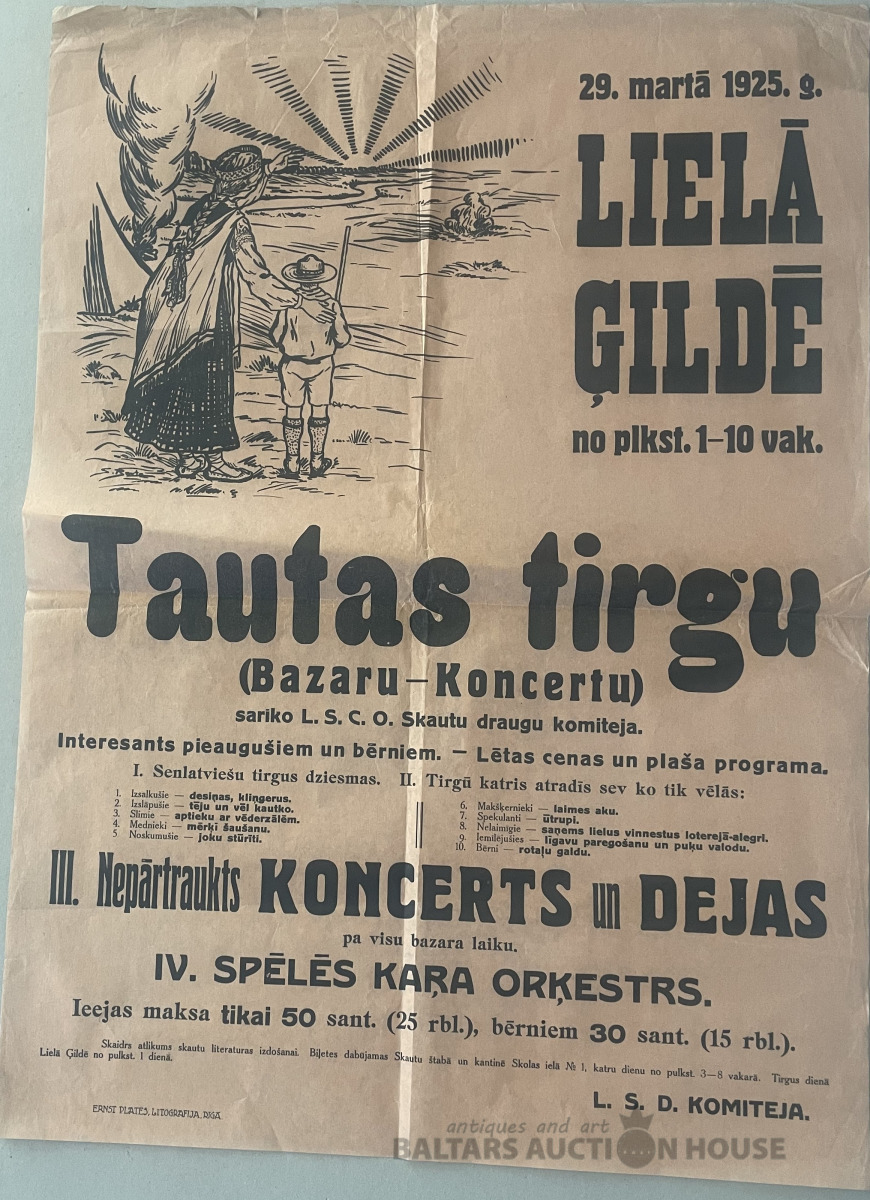 29. martā 1925. g.
LIELĀ
ĢILDĒ
no plkst. 1–10 vak.
Tautas tirgu
(Bazaru–Koncertu)
sarīko L. S. C. O. Skautu draugu komiteja.
Interesants pieaugušiem un bērniem. — Lētas cenas un plaša programa.
I. Senlatviešu tirgus dziesmas. II. Tirgū katris atradīs sev ko tik vēlās:
1. Izsalkušie — desiņas, kliņģerus.
2. Izslāpušie — tēju un vēl kautko.
3. Slimie — aptieku ar vēderzālēm.
4. Mednieki — mērķi šaušanu.
5 Noskumušie — joku stūrīti.
6. Makšķernieki — laimes aku.
7. Spekulanti — ūtrupi.
8. Nelaimīgie — saņems lielus vinnestus loterejā-alegri.
9. Iemīlējušies — līgavu paregošanu un puķu valodu.
10. Bērni — rotaļu galdu.
III. Nepārtraukts KONCERTS un DEJAS
pa visu bazara laiku.
IV. SPĒLĒS KAŖA ORĶESTRS.
Ieejas maksa tikai 50 sant. (25 rbl.), bērniem 30 sant. (15 rbl.).
Skaidrs atlikums skautu literaturas izdošanai. Biļetes dabūjamas Skautu štabā un kantinē Skolas ielā № 1, katru dienu no pulkst. 3—8 vakarā. Tirgus dienā
Lielā Ģildē no pulkst. 1 dienā.
L. S. D. KOMITEJA.
ERNST PLATES, LITOGRAFIJA, RIGA.
antiques and art
BALTARS AUCTION HOUSE